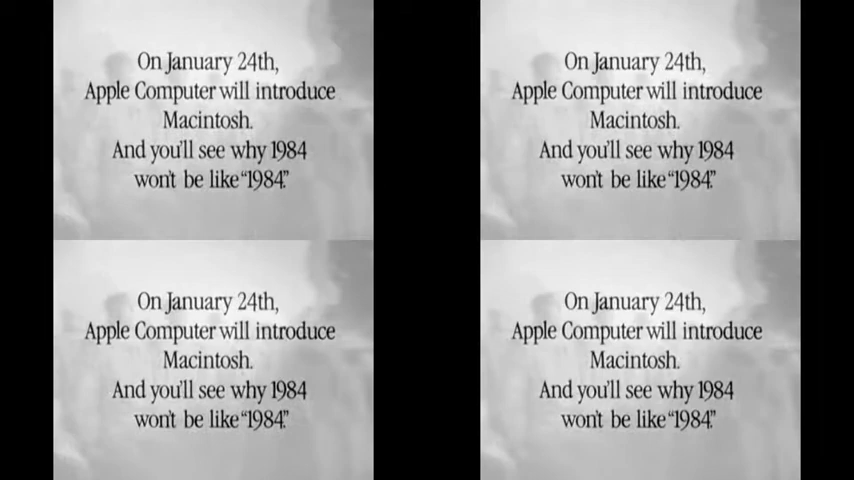 On January 24th,
Apple Computer will introduce
Macintosh.
And you'll see why 1984
won't be like "1984."
On January 24th,
Apple Computer will introduce
Macintosh.
And you'll see why 1984
won't be like "1984."
On January 24th,
Apple Computer will introduce
Macintosh.
And you'll see why 1984
won't be like "1984."
On January 24th,
Apple Computer will introduce
Macintosh.
And you'll see why 1984
won't be like "1984."